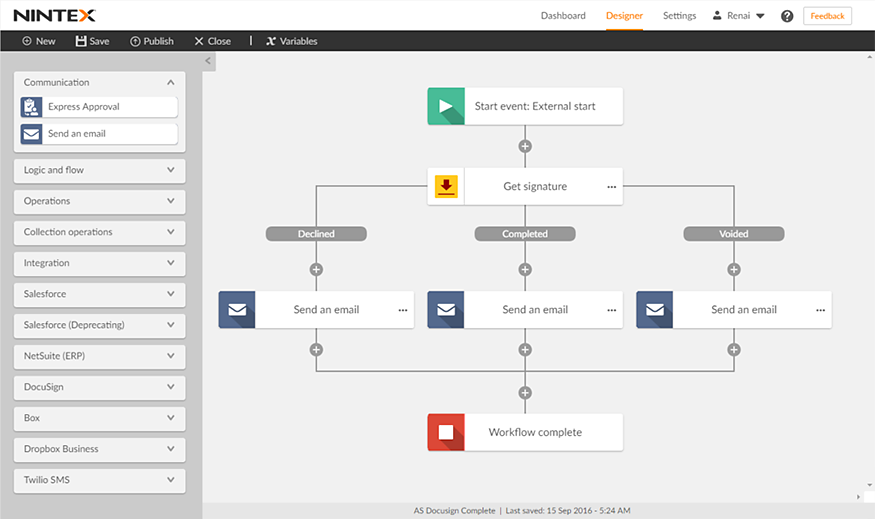 NINTEX
Dashboard Designer Settings Renai ? Feedback
New Save Publish Close | Variables
Communication
Express Approval
Send an email
Logic and flow
Operations
Collection operations
Integration
Salesforce
Salesforce (Deprecating)
NetSuite (ERP)
DocuSign
Box
Dropbox Business
Twilio SMS
Start event: External start
Get signature
Declined Completed Voided
Send an email Send an email Send an email
Workflow complete
AS Docusign Complete | Last saved: 15 Sep 2016 - 5:24 AM